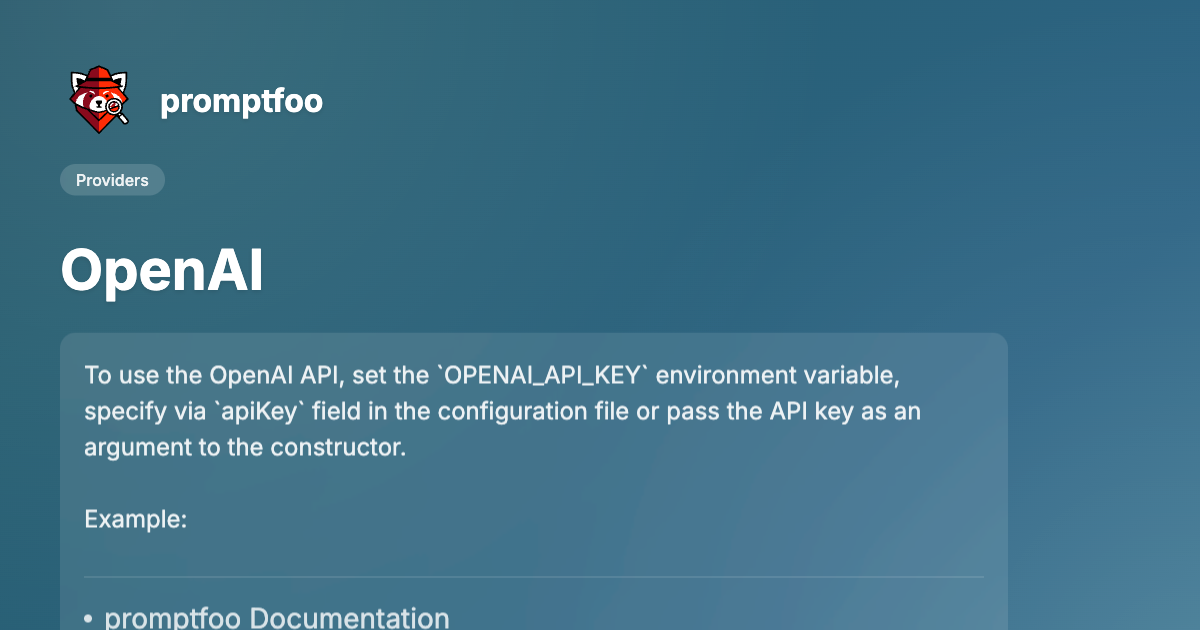 promptfoo
Providers
OpenAI
To use the OpenAI API, set the `OPENAI_API_KEY` environment variable,
specify via `apiKey` field in the configuration file or pass the API key as an
argument to the constructor.
Example:
• promptfoo Documentation